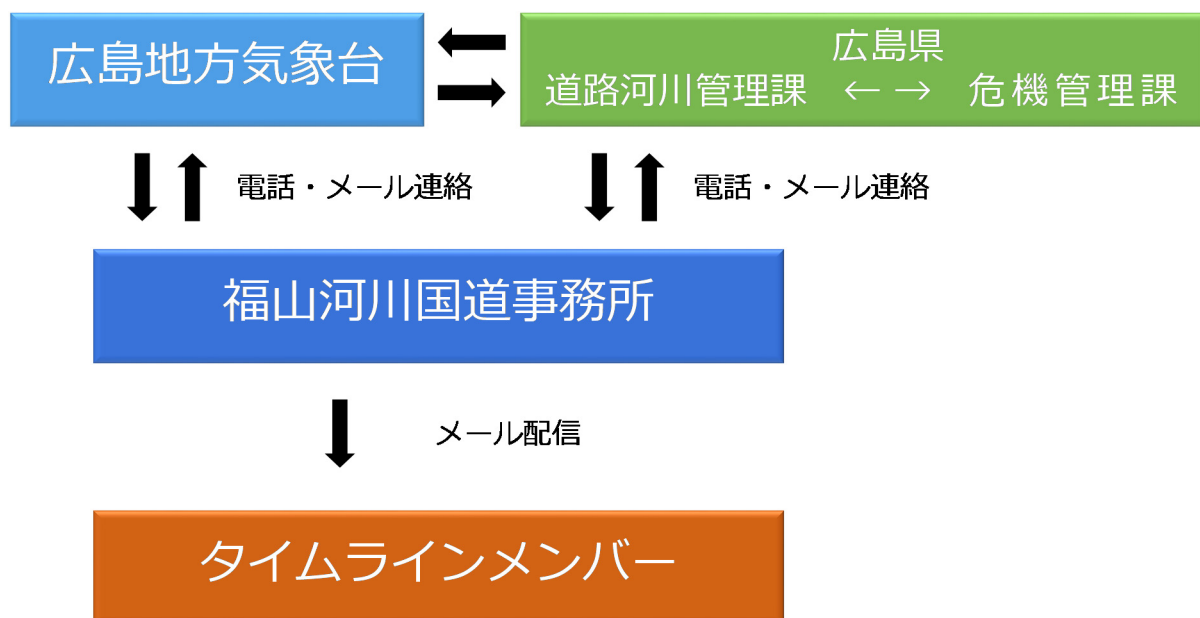 広島地方気象台
広島県
道路河川管理課 ←→ 危機管理課
電話・メール連絡
電話・メール連絡
福山河川国道事務所
メール配信
タイムラインメンバー